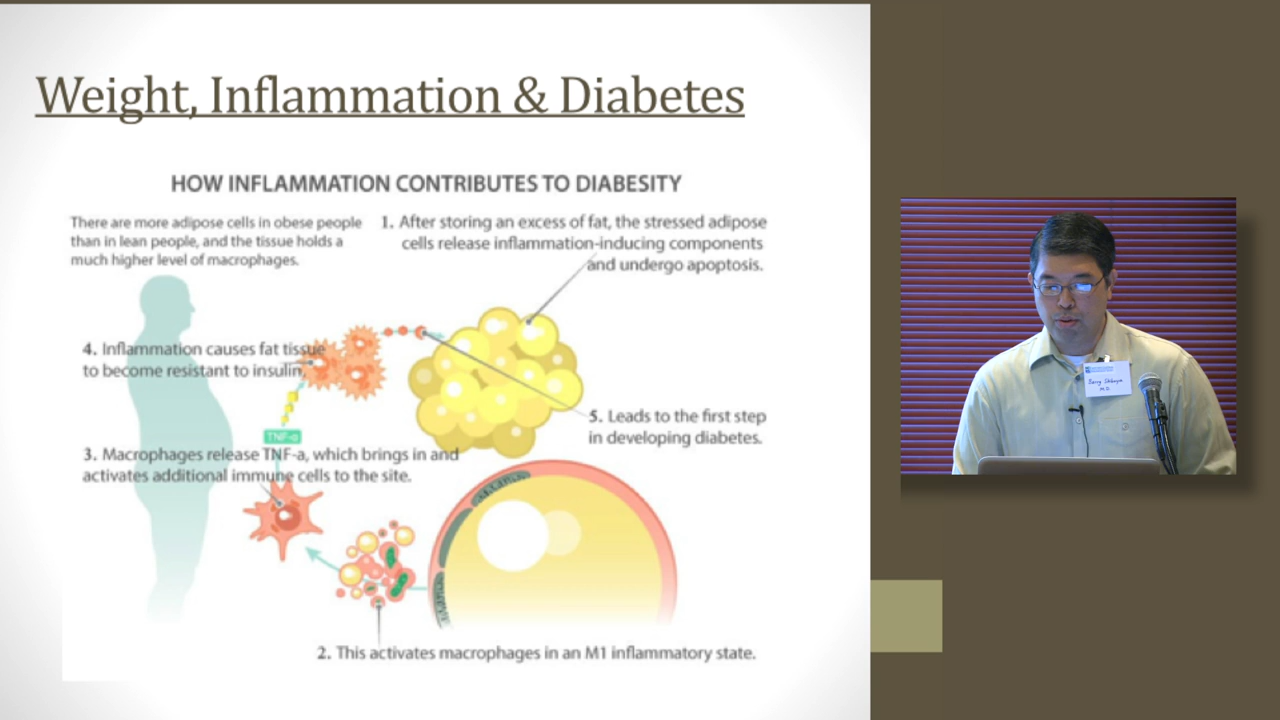 Weight, Inflammation & Diabetes
HOW INFLAMMATION CONTRIBUTES TO DIABESITY
There are more adipose cells in obese people
than in lean people, and the tissue holds a
much higher level of macrophages.
1. After storing an excess of fat, the stressed adipose
cells release inflammation-inducing components
and undergo apoptosis.
4. Inflammation causes fat tissue
to become resistant to insulin.
5. Leads to the first step
in developing diabetes.
TNF-α
3. Macrophages release TNF-a, which brings in and
activates additional immune cells to the site.
2. This activates macrophages in an M1 inflammatory state.
M.D